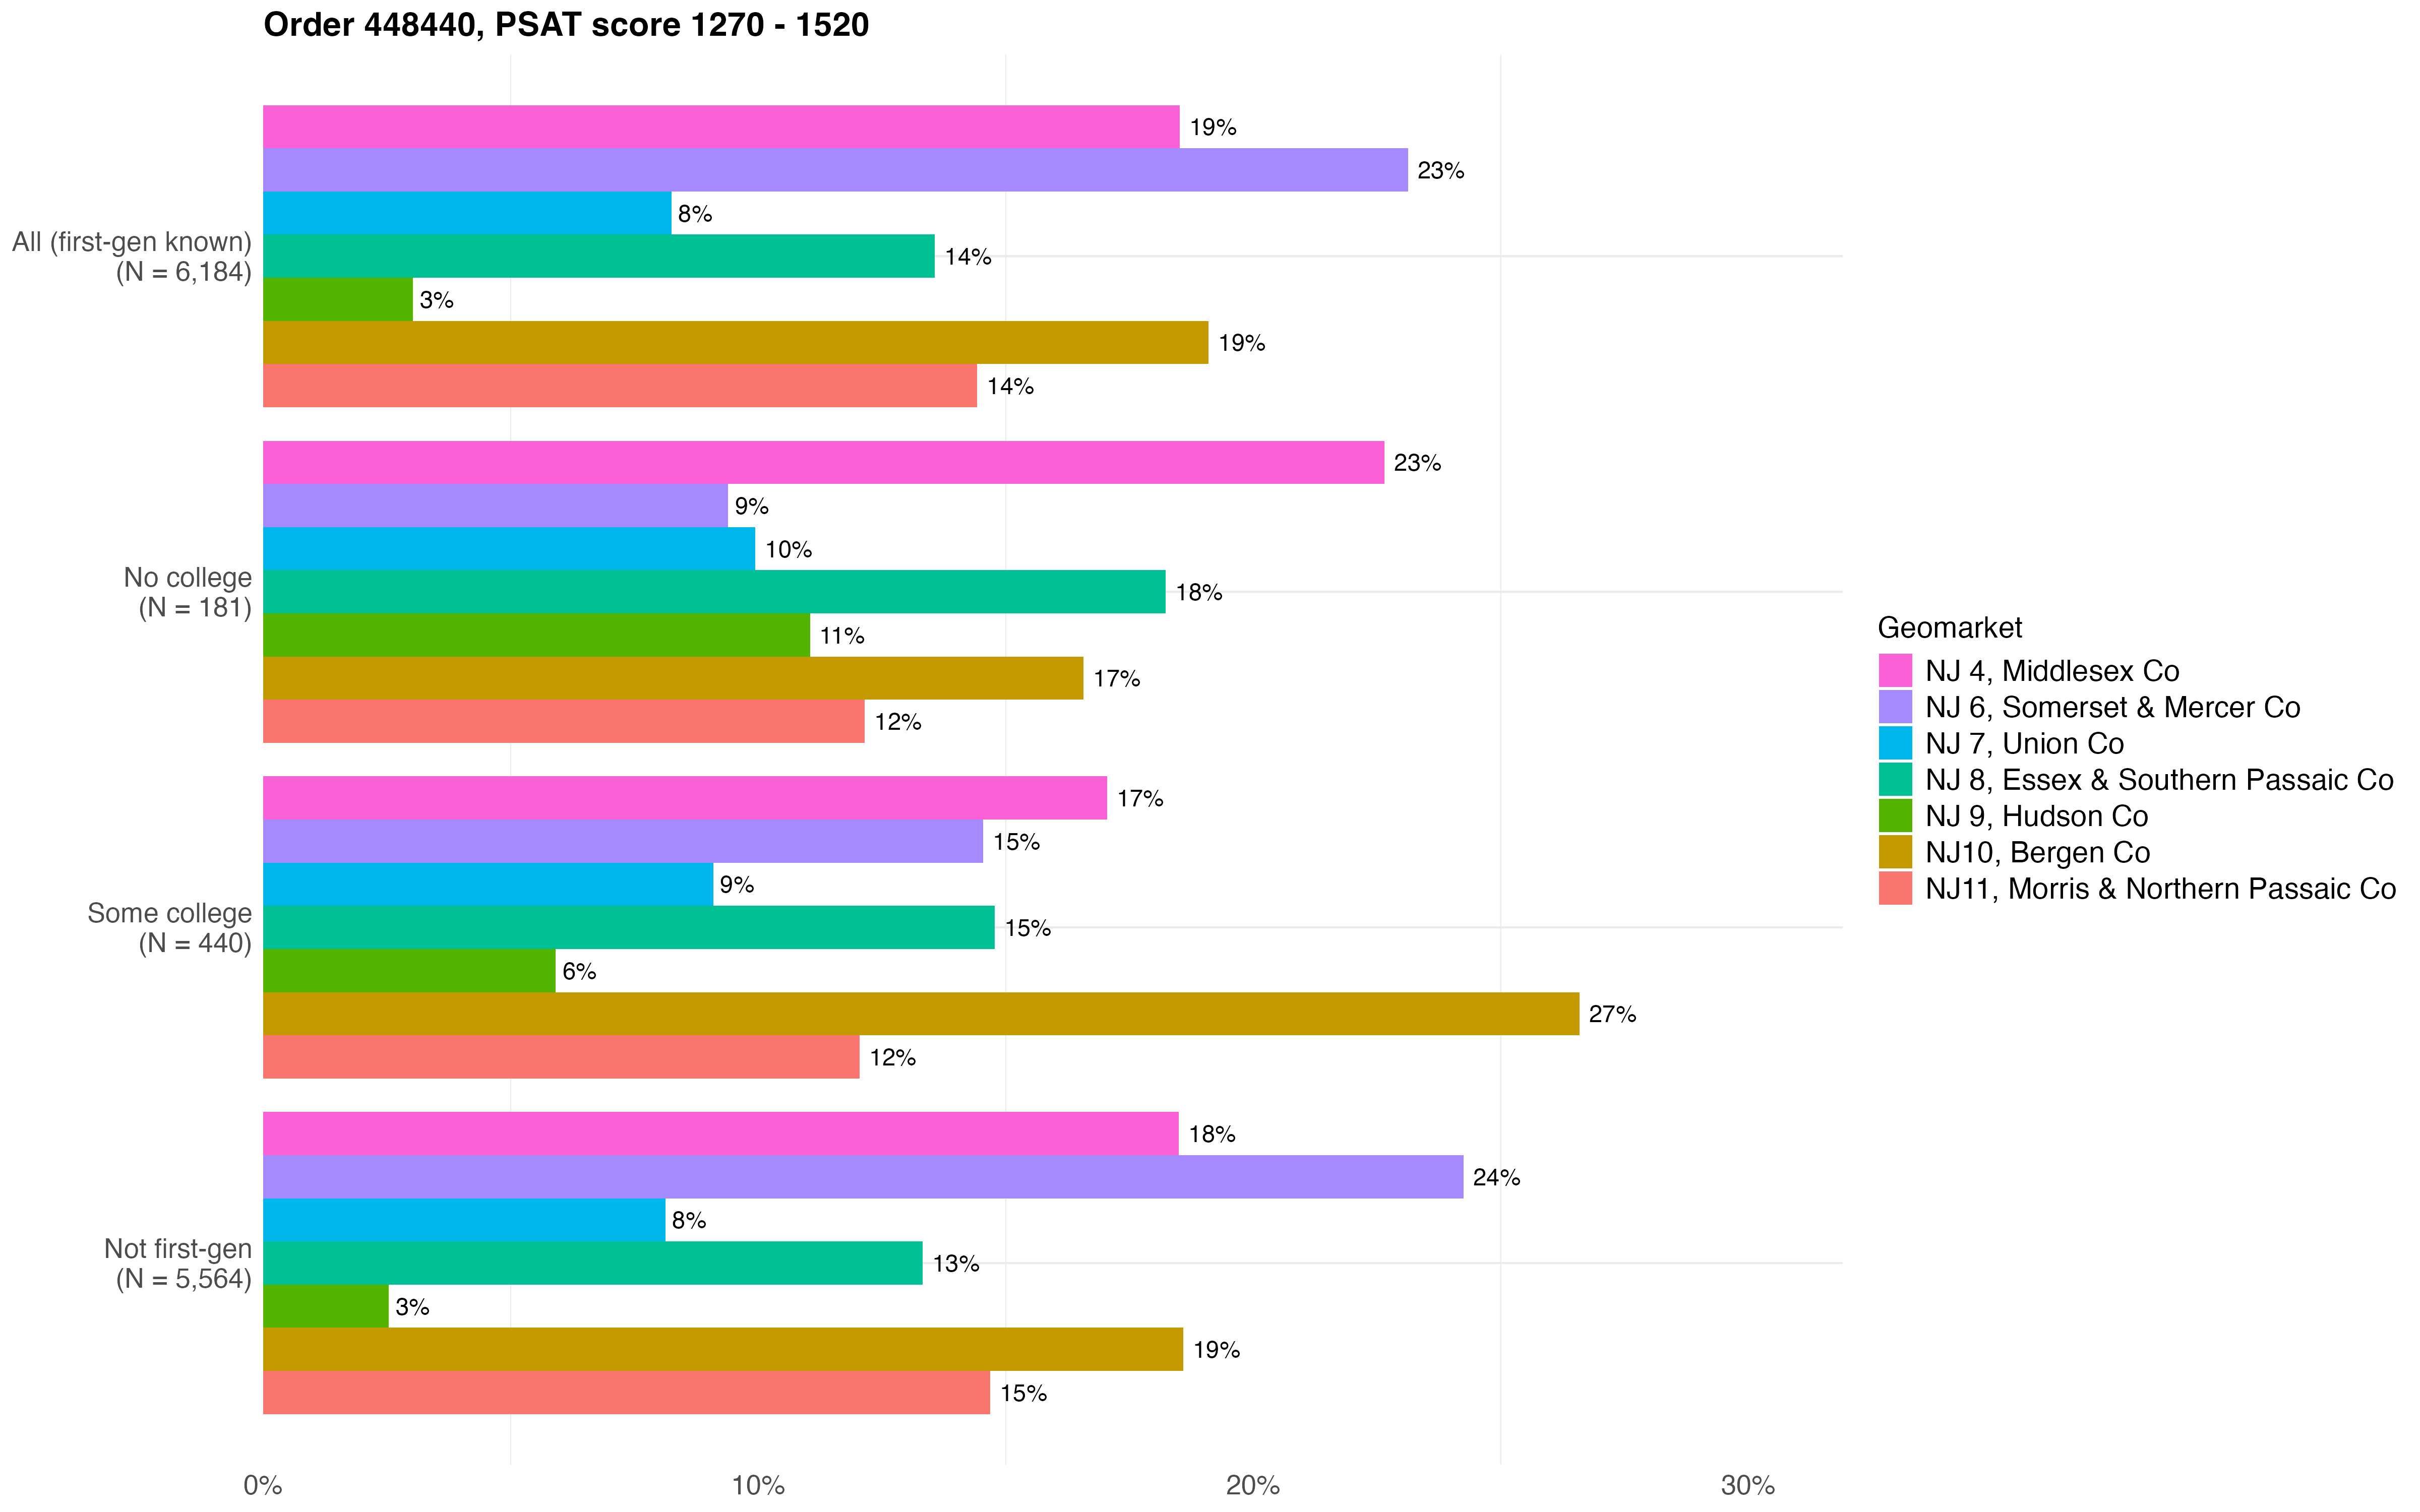 Order 448440, PSAT score 1270 - 1520
All (first-gen known)
(N = 6,184)
19%
23%
8%
14%
3%
19%
14%
No college
(N = 181)
23%
9%
10%
18%
11%
17%
12%
Some college
(N = 440)
17%
15%
9%
15%
6%
27%
12%
Not first-gen
(N = 5,564)
18%
24%
8%
13%
3%
19%
15%
0%
10%
20%
30%
Geomarket
NJ 4, Middlesex Co
NJ 6, Somerset & Mercer Co
NJ 7, Union Co
NJ 8, Essex & Southern Passaic Co
NJ 9, Hudson Co
NJ10, Bergen Co
NJ11, Morris & Northern Passaic Co